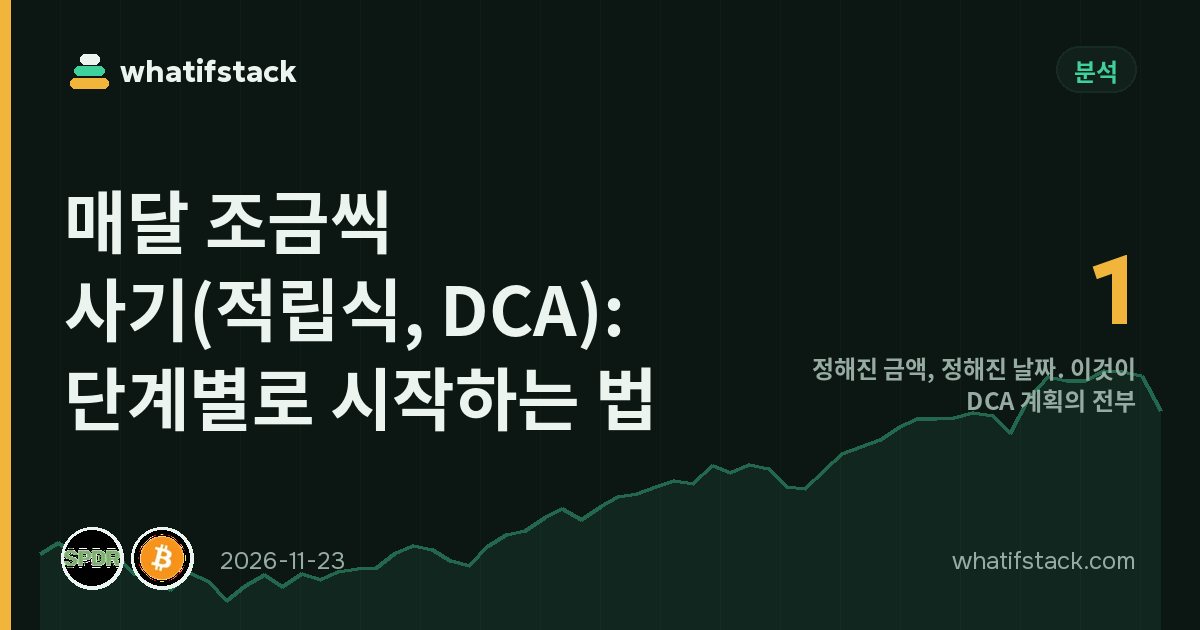 whatifstack
분석
매달 조금씩
사기(적립식, DCA):
단계별로 시작하는 법
1
정해진 금액, 정해진 날짜. 이것이
DCA 계획의 전부
SPDR
2026-11-23
whatifstack.com